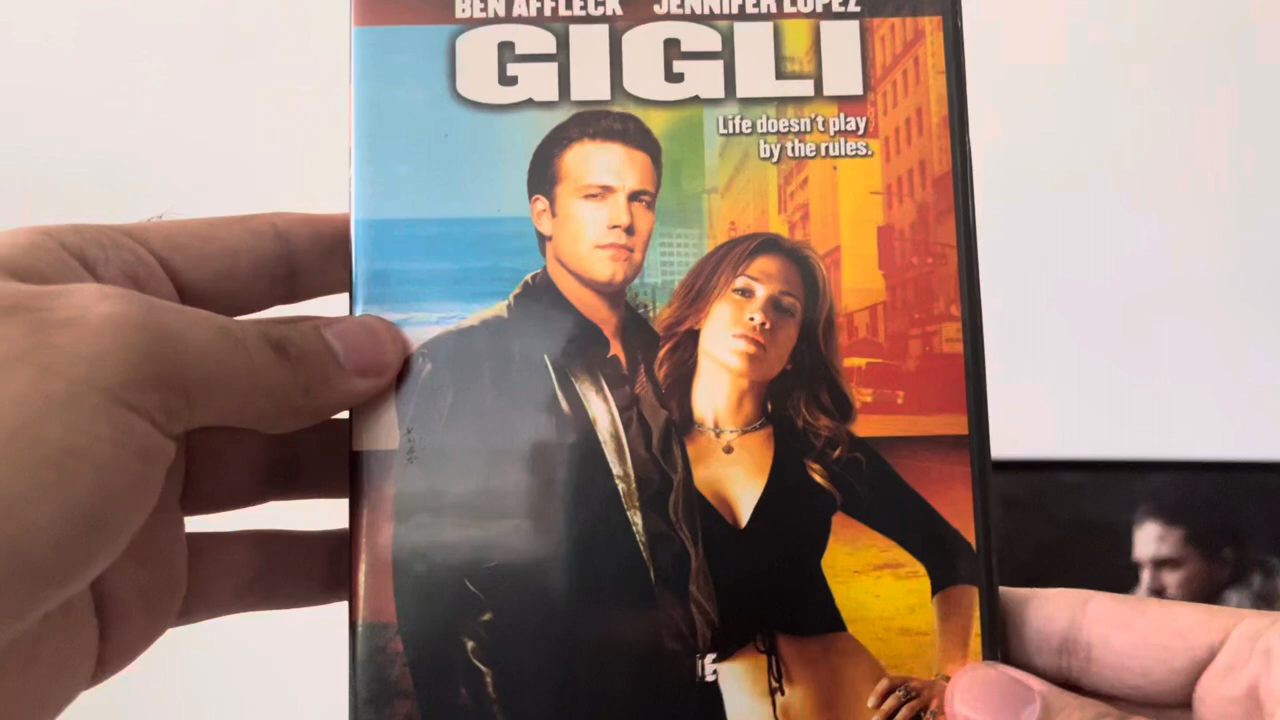 BEN AFFLECK JENNIFER LOPEZ
GIGLI
Life doesn't play
by the rules.